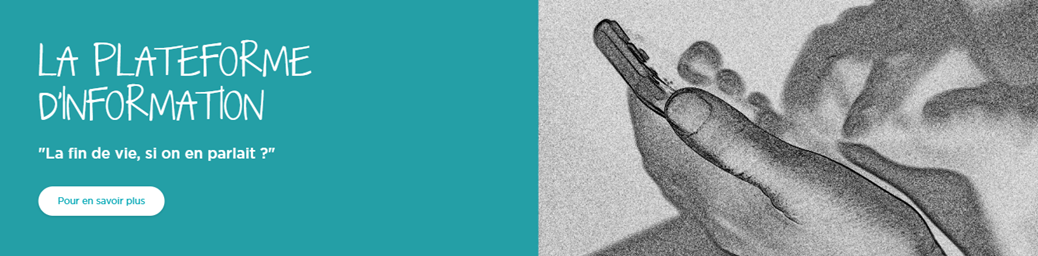 LA PLATEFORME
D'INFORMATION
"La fin de vie, si on en parlait ?"
Pour en savoir plus